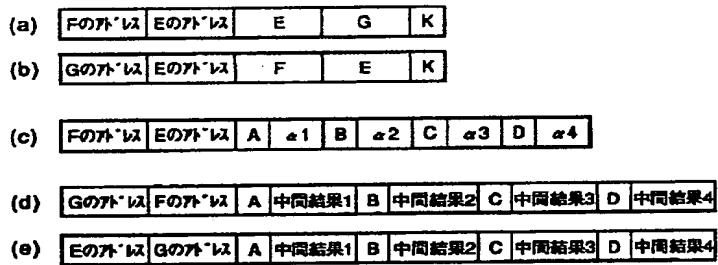 (a) Fのアドレス Eのアドレス E G K
(b) Gのアドレス Eのアドレス F E K
(c) Fのアドレス Eのアドレス A α1 B α2 C α3 D α4
(d) Gのアドレス Fのアドレス A 中間結果1 B 中間結果2 C 中間結果3 D 中間結果4
(e) Eのアドレス Gのアドレス A 中間結果1 B 中間結果2 C 中間結果3 D 中間結果4